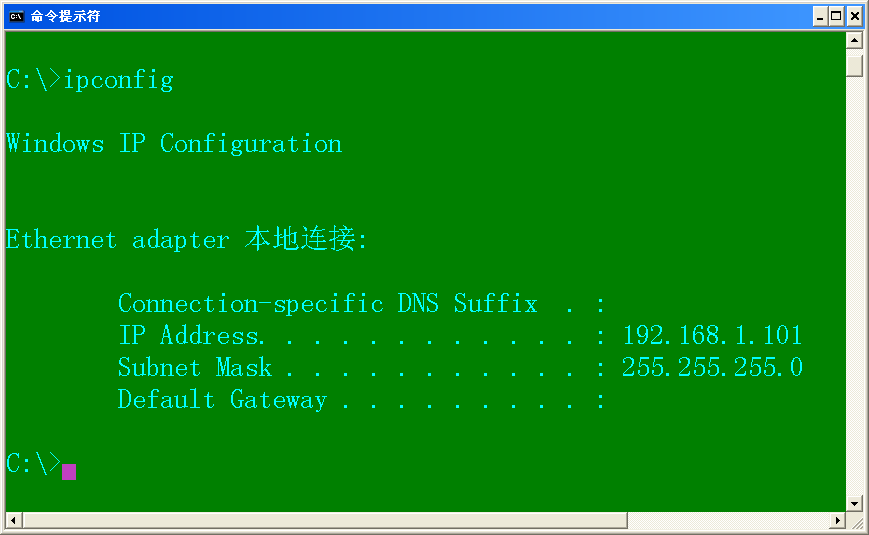 命令提示符
C:\>ipconfig
Windows IP Configuration
Ethernet adapter 本地连接:
Connection-specific DNS Suffix  . :
IP Address. . . . . . . . . . . . : 192.168.1.101
Subnet Mask . . . . . . . . . . . : 255.255.255.0
Default Gateway . . . . . . . . . :
C:\>